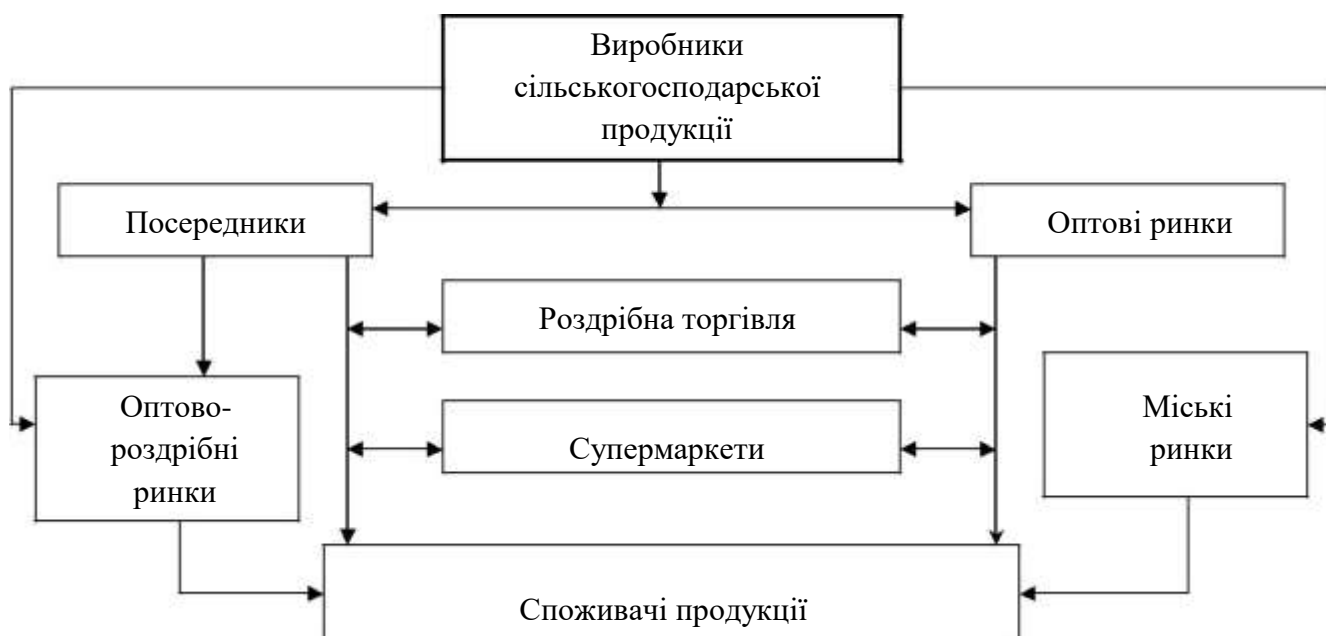 Виробники
сільськогосподарської
продукції
Посередники
Оптові ринки
Роздрібна торгівля
Оптово-
роздрібні
ринки
Супермаркети
Міські
ринки
Споживачі продукції